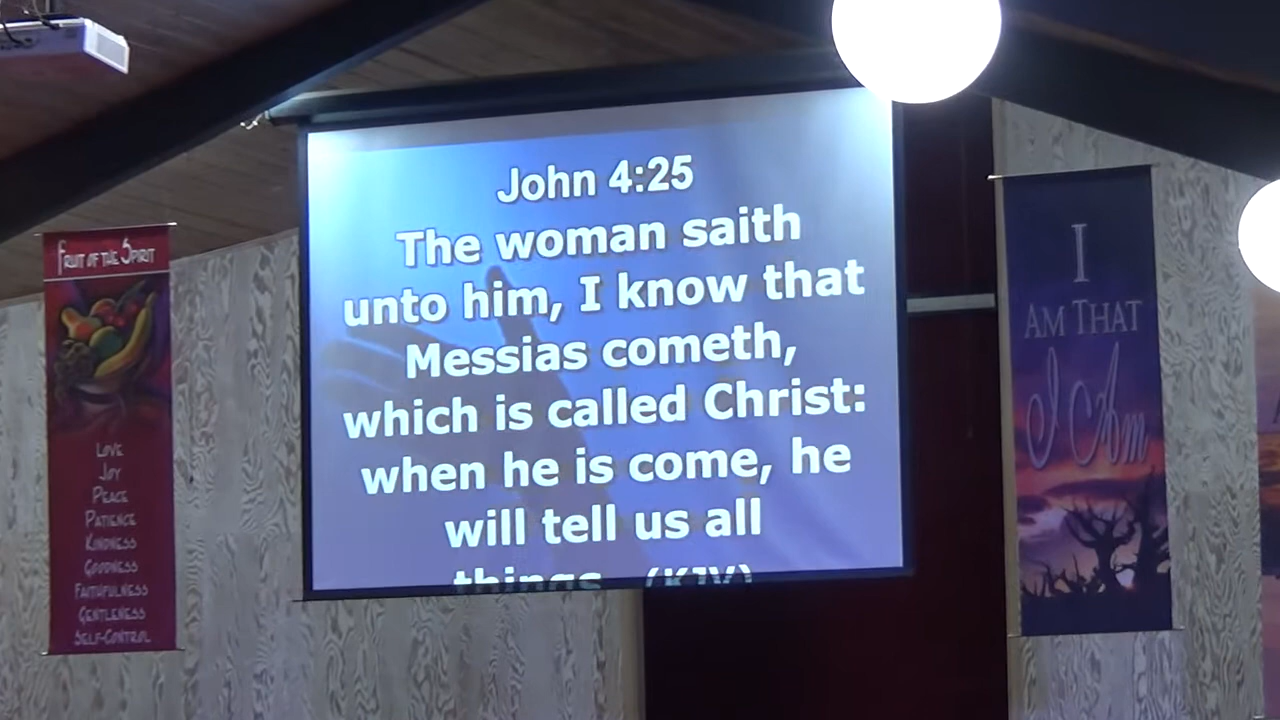 John 4:25
The woman saith
unto him, I know that
Messias cometh,
which is called Christ:
when he is come, he
will tell us all
things. (KJV)
FRUIT OF THE SPIRIT
LOVE
JOY
PEACE
PATIENCE
KINDNESS
GOODNESS
FAITHFULNESS
GENTLENESS
SELF-CONTROL
I
AM THAT
I Am